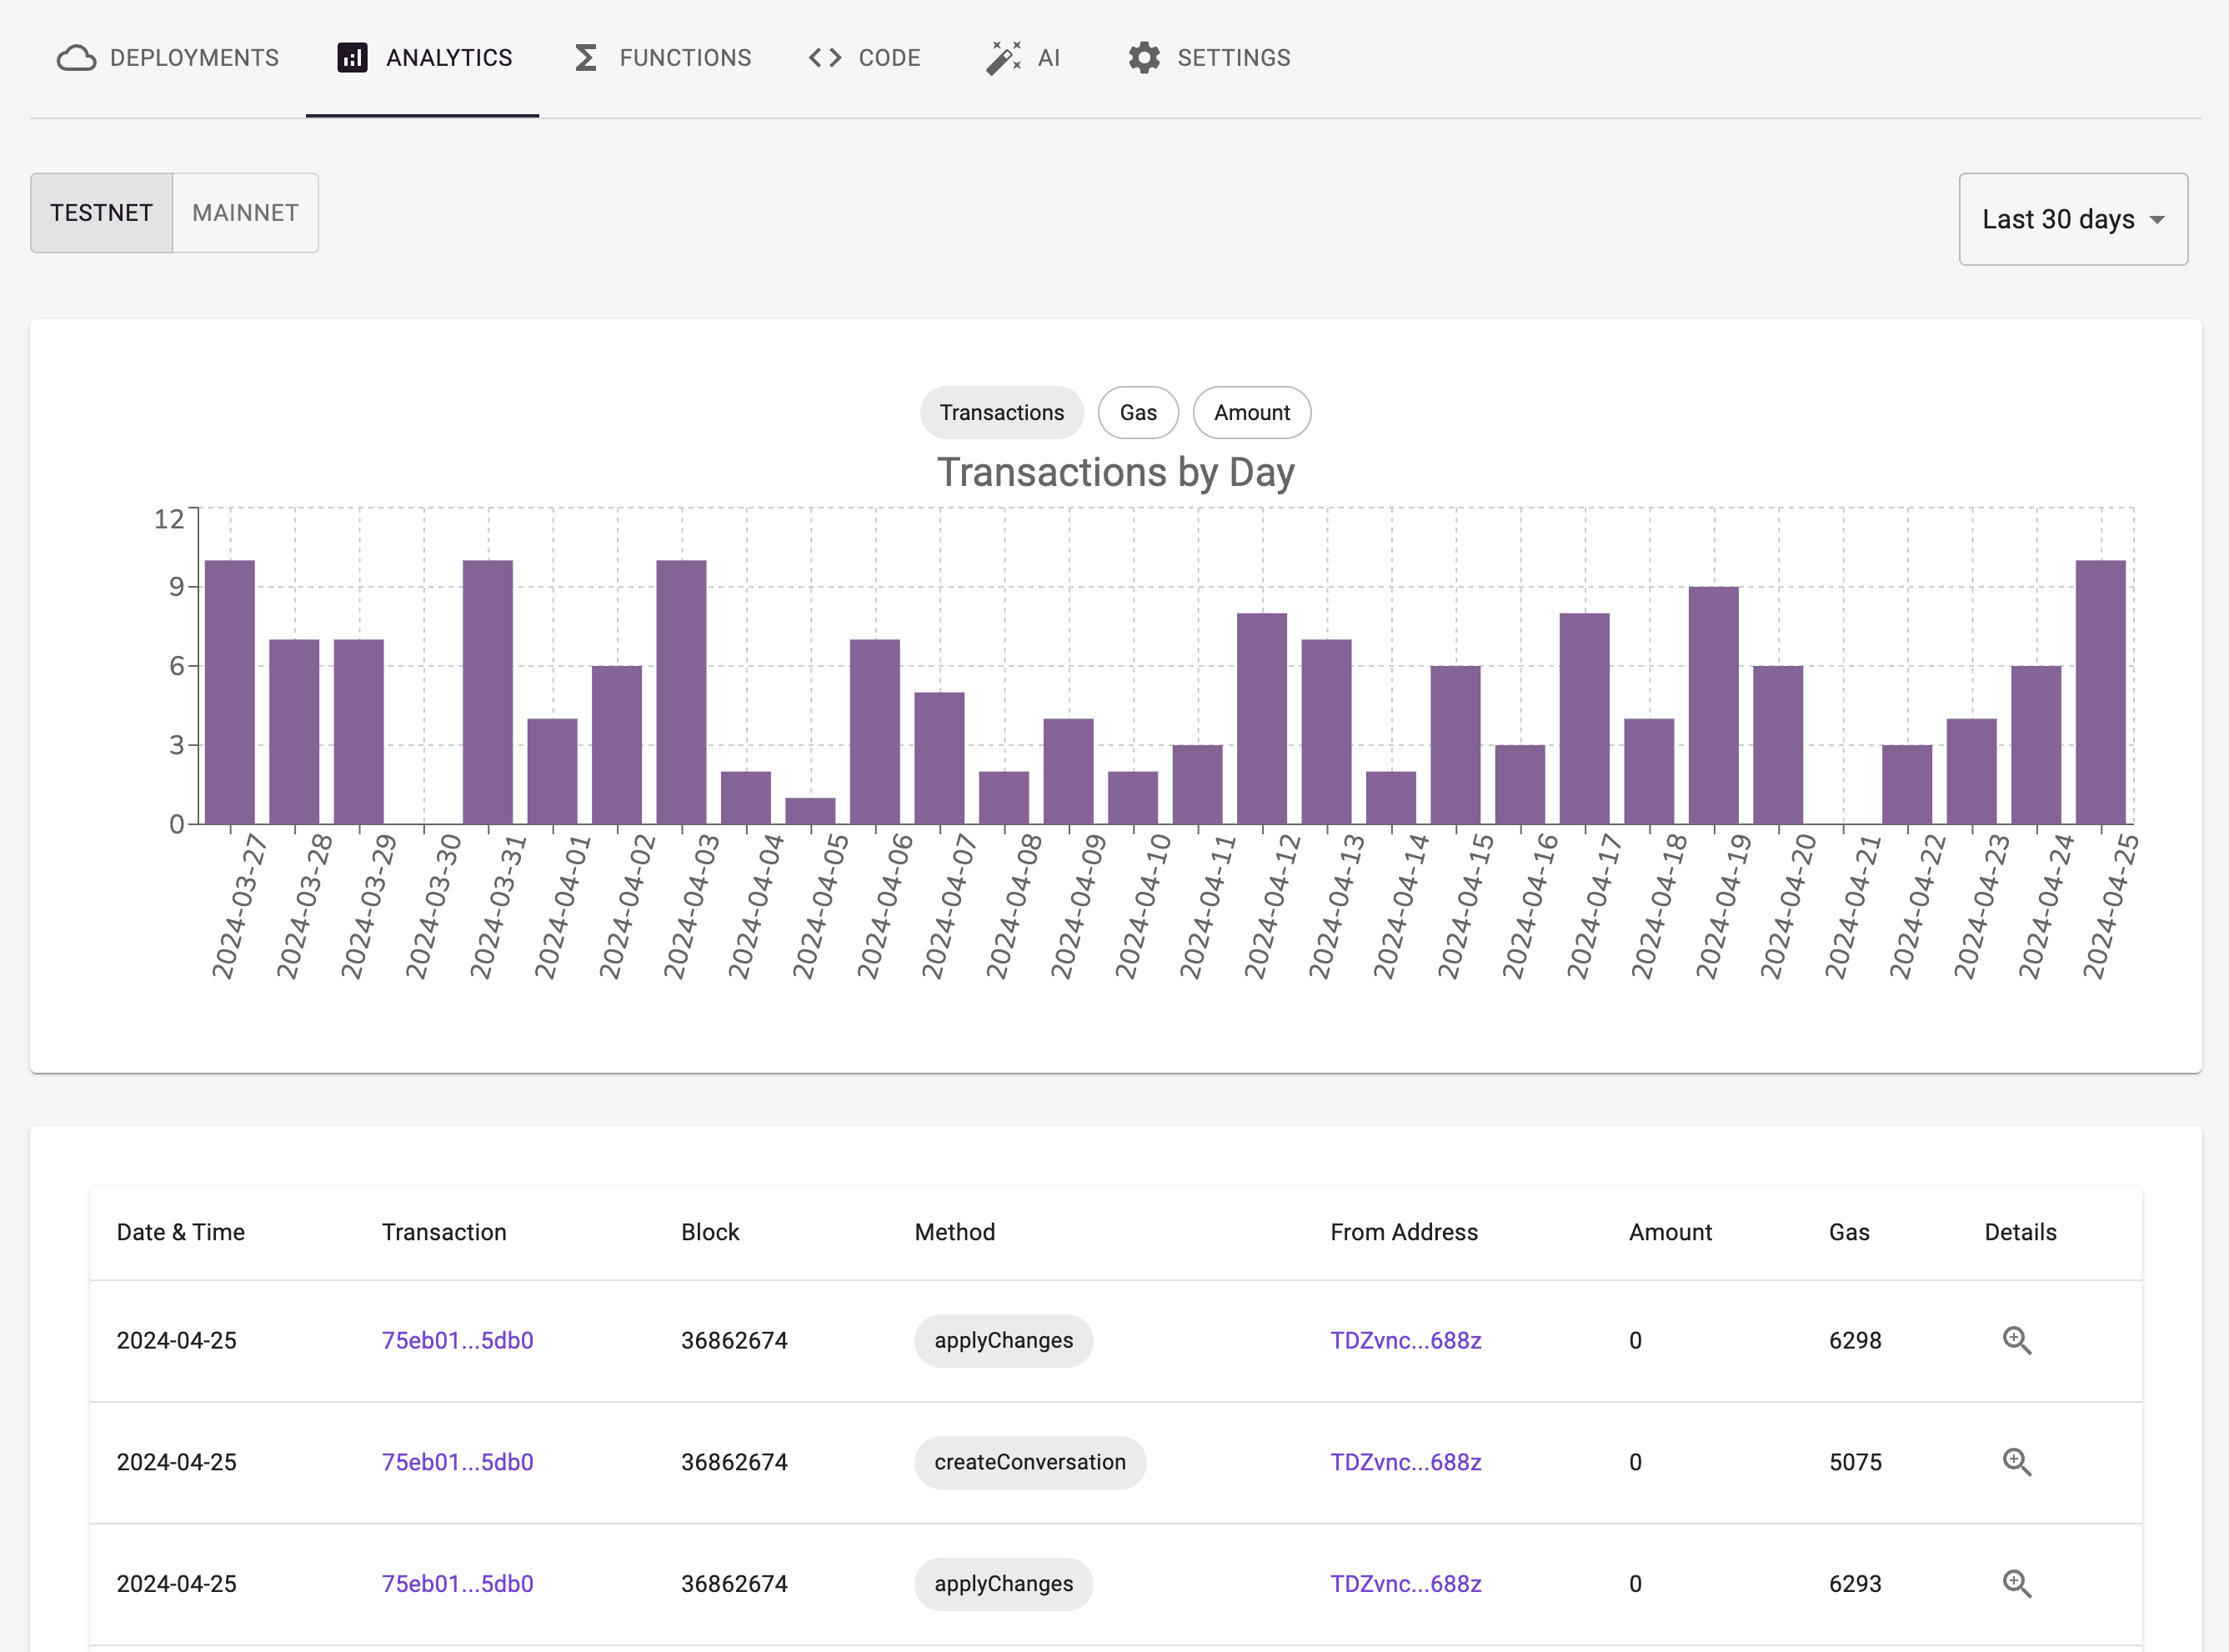 DEPLOYMENTS ANALYTICS FUNCTIONS CODE AI SETTINGS
TESTNET MAINNET Last 30 days
Transactions Gas Amount
Transactions by Day
12
9
6
3
0
2024-03-27 2024-03-28 2024-03-29 2024-03-30 2024-03-31 2024-04-01 2024-04-02 2024-04-03 2024-04-04 2024-04-05 2024-04-06 2024-04-07 2024-04-08 2024-04-09 2024-04-10 2024-04-11 2024-04-12 2024-04-13 2024-04-14 2024-04-15 2024-04-16 2024-04-17 2024-04-18 2024-04-19 2024-04-20 2024-04-21 2024-04-22 2024-04-23 2024-04-24 2024-04-25
Date & Time Transaction Block Method From Address Amount Gas Details
2024-04-25 75eb01...5db0 36862674 applyChanges TDZvnc...688z 0 6298
2024-04-25 75eb01...5db0 36862674 createConversation TDZvnc...688z 0 5075
2024-04-25 75eb01...5db0 36862674 applyChanges TDZvnc...688z 0 6293